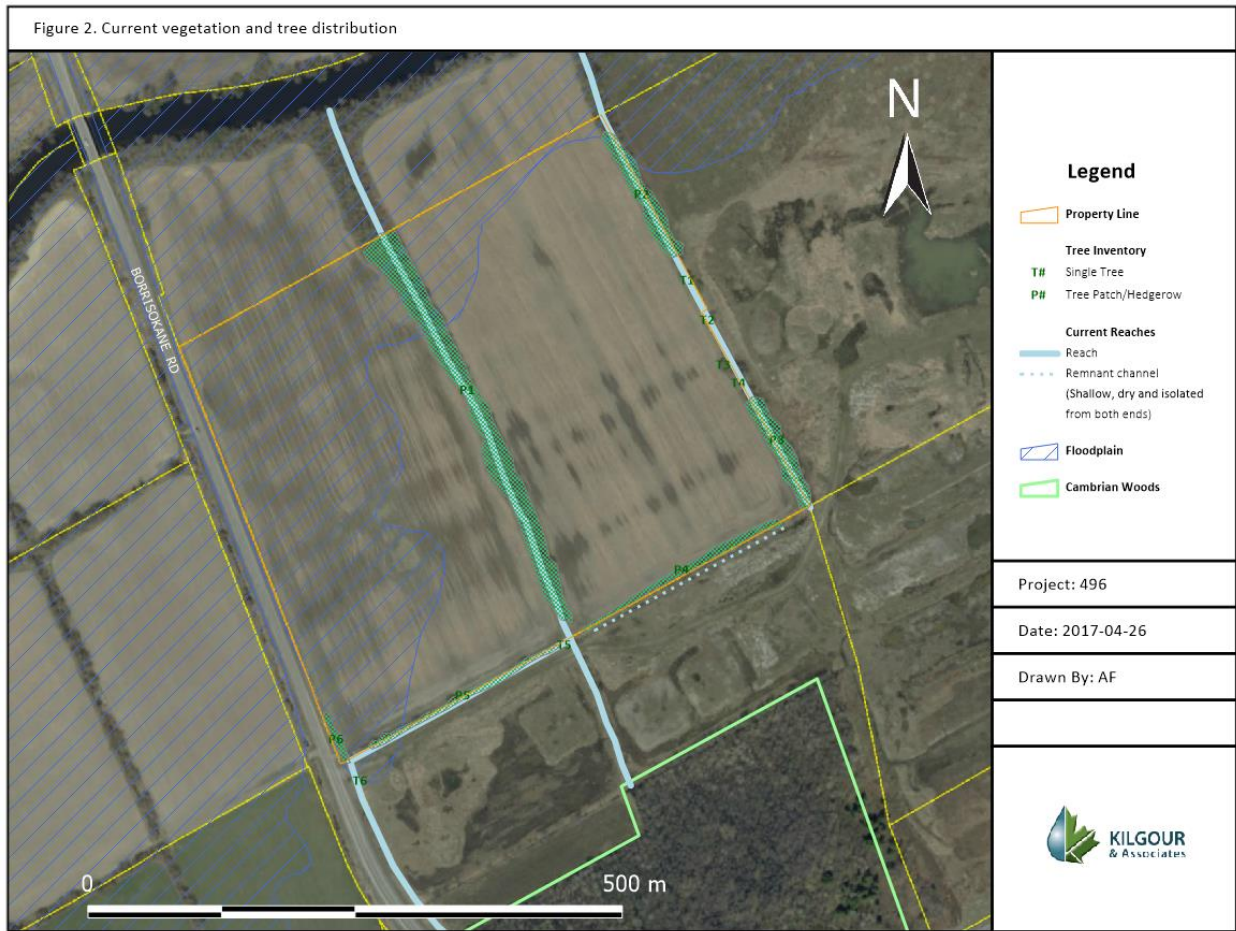 Figure 2. Current vegetation and tree distribution
N
BORRISOKANE RD
P2
T1
T2
T3
T4
P3
P1
P4
T5
P5
P6
T6
0
500 m
Legend
Property Line
Tree Inventory
T# Single Tree
P# Tree Patch/Hedgerow
Current Reaches
Reach
Remnant channel
(Shallow, dry and isolated
from both ends)
Floodplain
Cambrian Woods
Project: 496
Date: 2017-04-26
Drawn By: AF
KILGOUR
& Associates